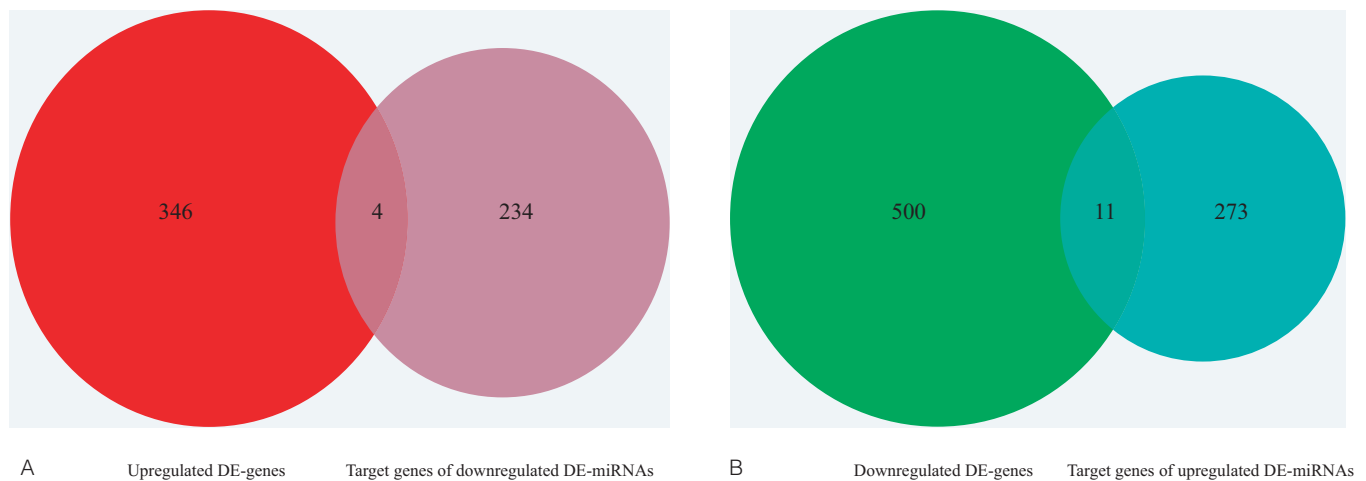 346
4
234
500
11
273
A
Upregulated DE-genes
Target genes of downregulated DE-miRNAs
B
Downregulated DE-genes
Target genes of upregulated DE-miRNAs